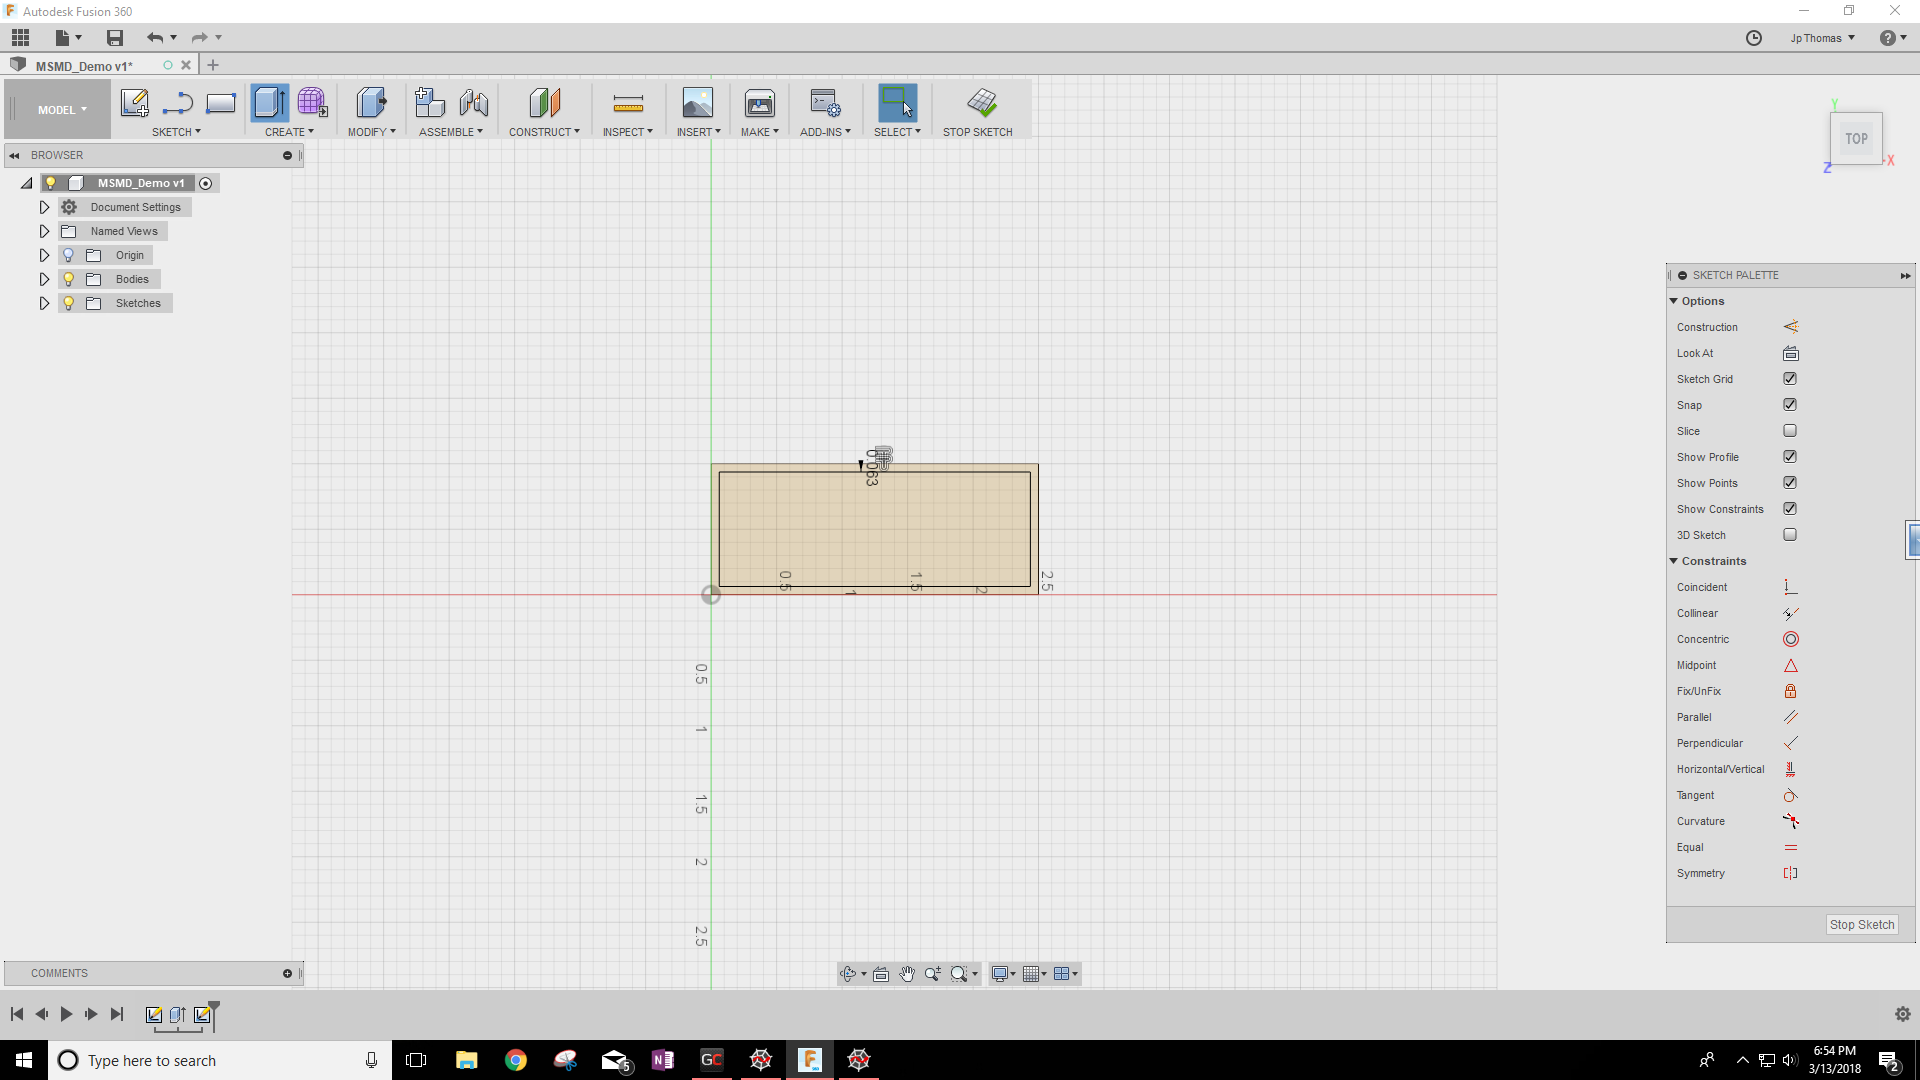 Autodesk Fusion 360
Jp Thomas
MSMD_Demo v1*
MODEL
SKETCH
CREATE
MODIFY
ASSEMBLE
CONSTRUCT
INSPECT
INSERT
MAKE
ADD-INS
SELECT
STOP SKETCH
Y
TOP
X
Z
BROWSER
MSMD_Demo v1
Document Settings
Named Views
Origin
Bodies
Sketches
SKETCH PALETTE
Options
Construction
Look At
Sketch Grid
Snap
Slice
Show Profile
Show Points
Show Constraints
3D Sketch
Constraints
Coincident
Collinear
Concentric
Midpoint
Fix/UnFix
Parallel
Perpendicular
Horizontal/Vertical
Tangent
Curvature
Equal
Symmetry
Stop Sketch
0.063
0.5
1
1.5
2
2.5
0.5
1
1.5
2
2.5
COMMENTS
Type here to search
5
N
GC
F
6:54 PM
3/13/2018
2